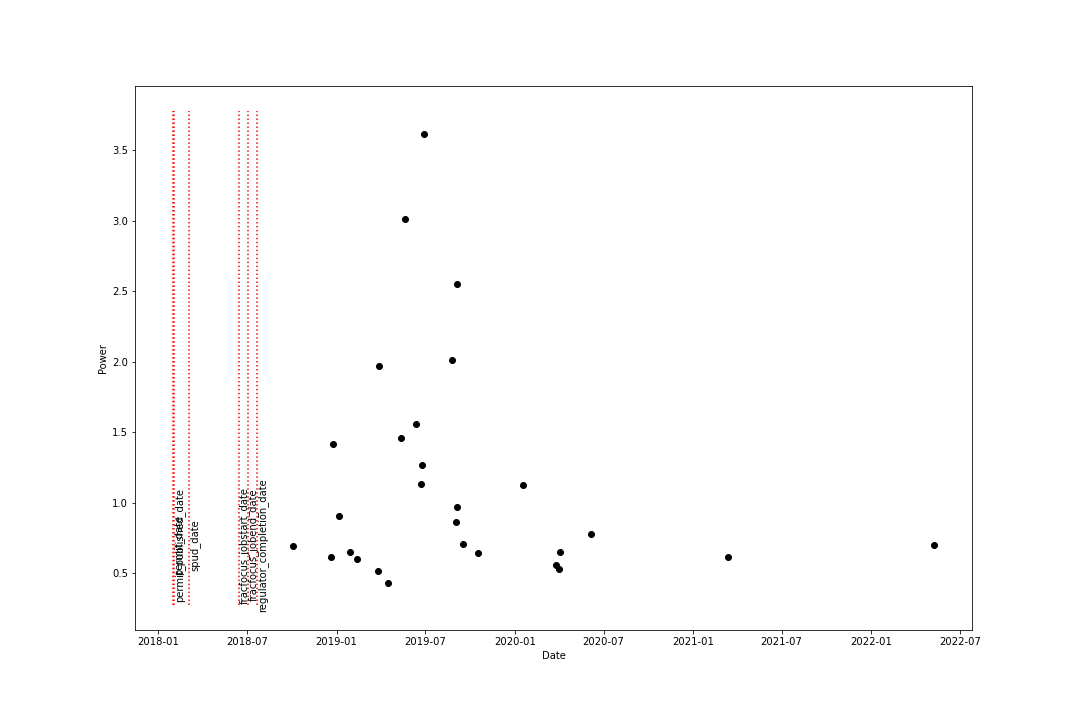 3.5
3.0
2.5
2.0
1.5
1.0
0.5
Power
spud_date
fracfocus_jobstart_date
fracfocus_jobend_date
regulator_completion_date
2018-01 2018-07 2019-01 2019-07 2020-01 2020-07 2021-01 2021-07 2022-01 2022-07
Date